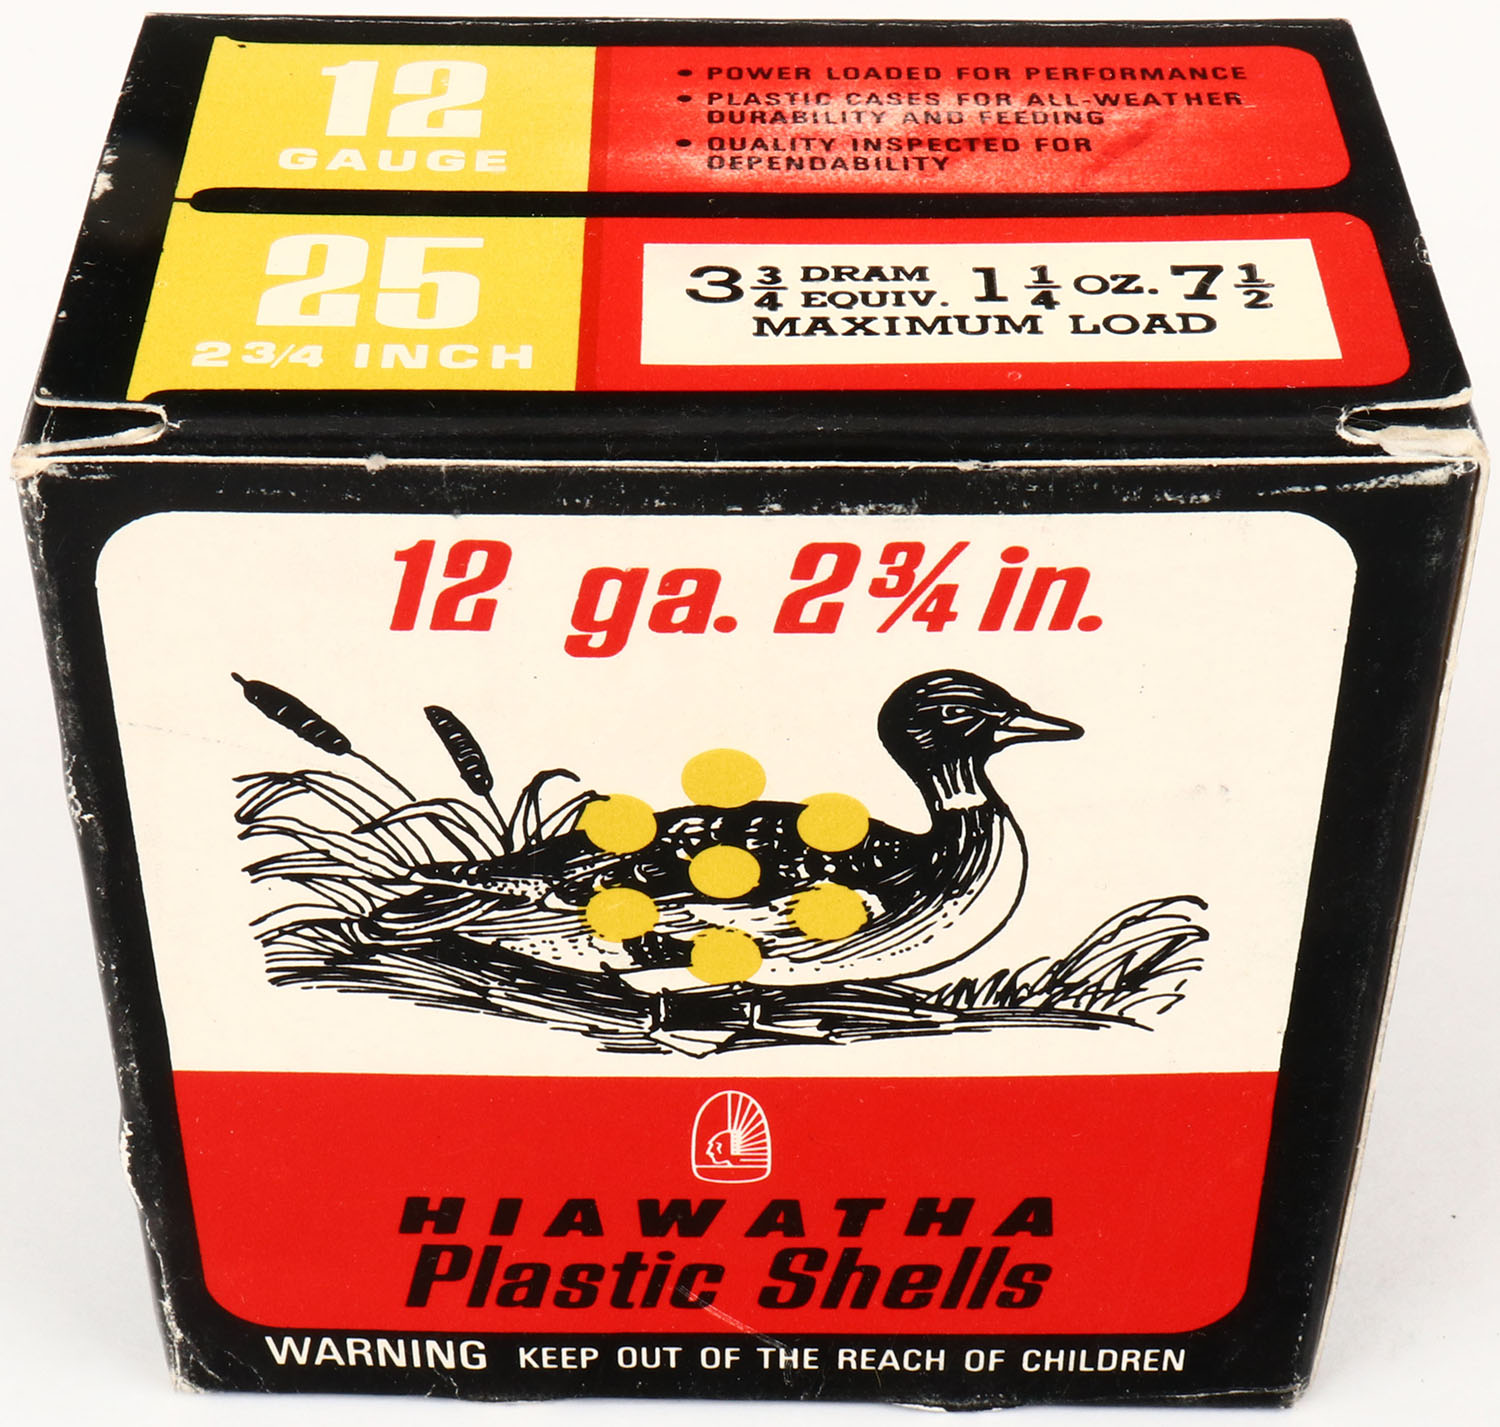 12
GAUGE
• POWER LOADED FOR PERFORMANCE
• PLASTIC CASES FOR ALL-WEATHER
DURABILITY AND FEEDING
• QUALITY INSPECTED FOR
DEPENDABILITY
25
2 3/4 INCH
3 3/4 DRAM EQUIV. 1 1/4 OZ. 7 1/2
MAXIMUM LOAD
12 ga. 2 3/4 in.
HIAWATHA
Plastic Shells
WARNING KEEP OUT OF THE REACH OF CHILDREN